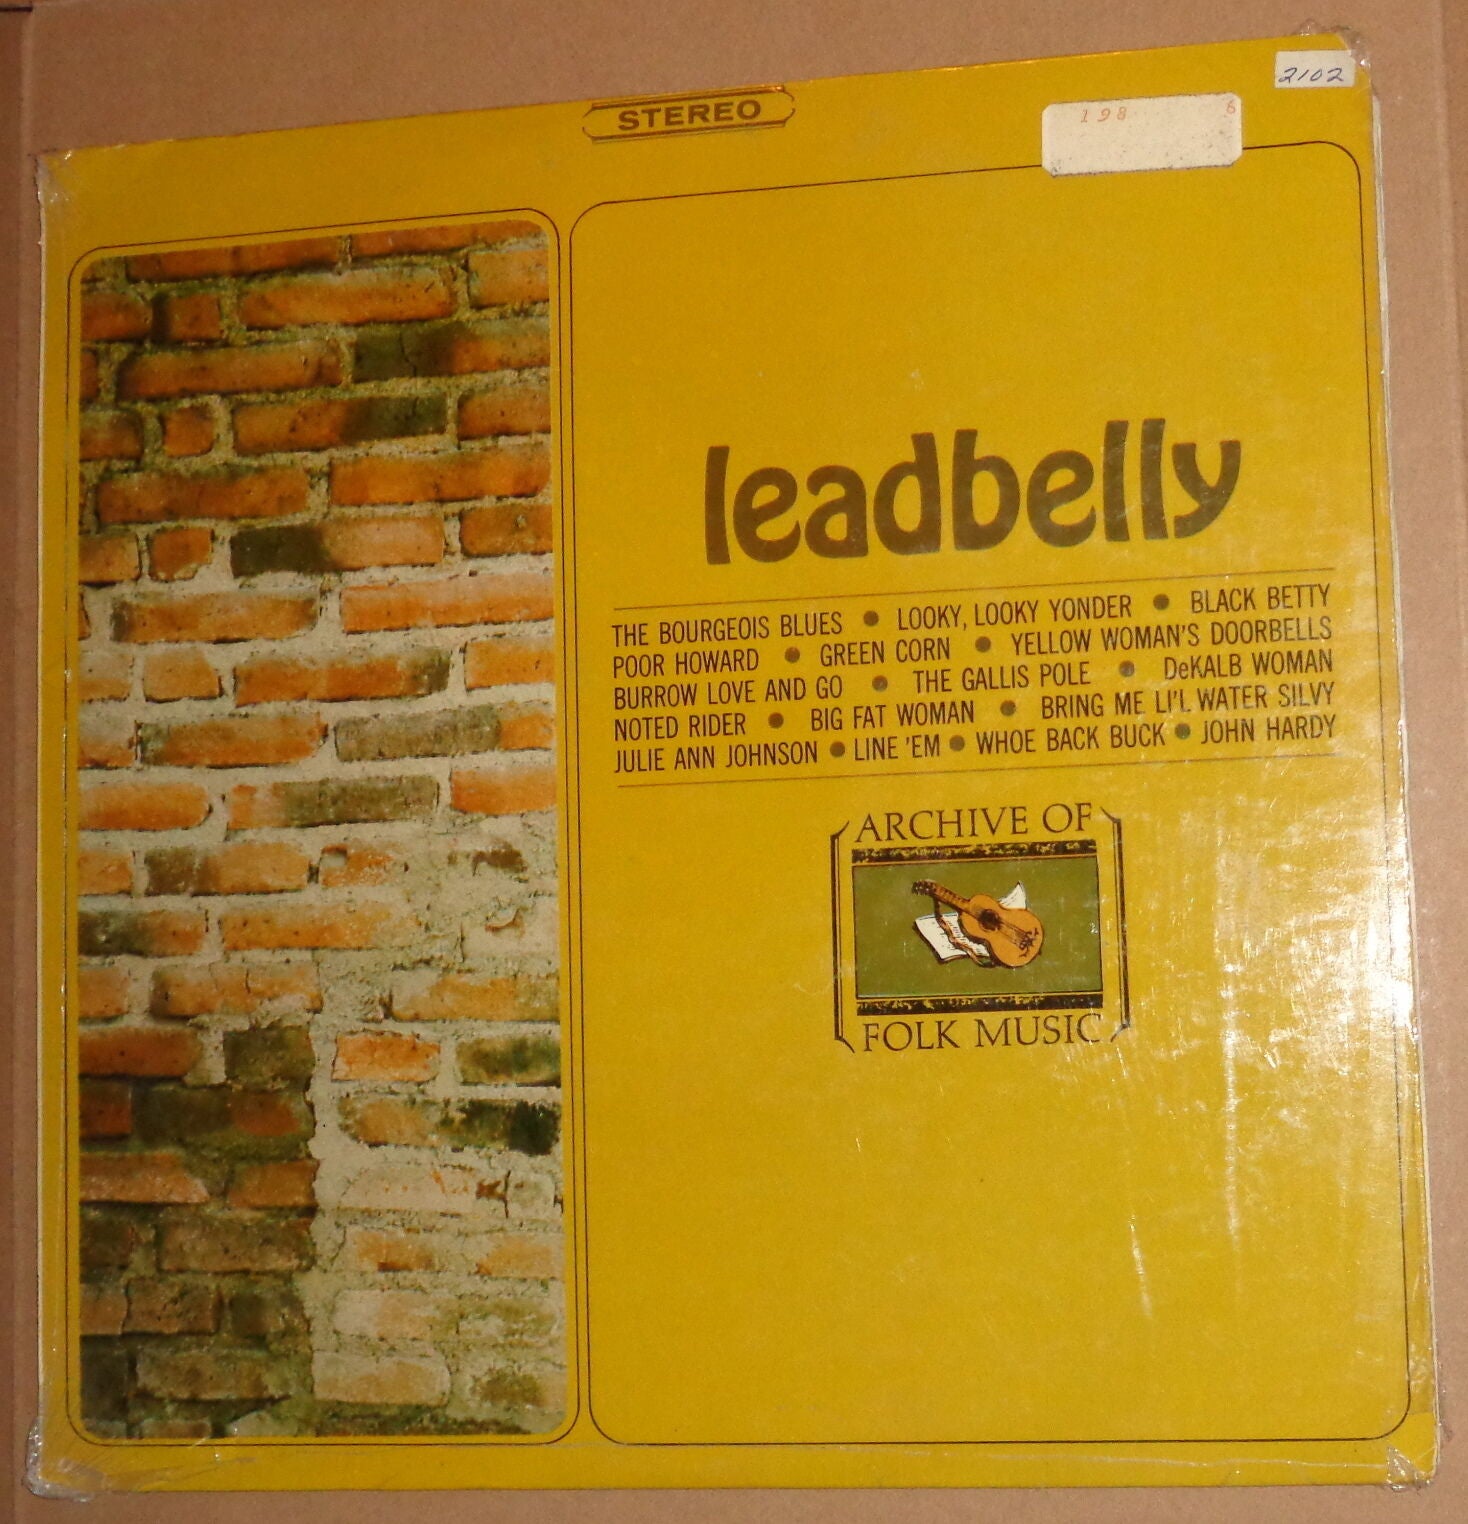 2102
198 6
STEREO
leadbelly
THE BOURGEOIS BLUES • LOOKY, LOOKY YONDER • BLACK BETTY
POOR HOWARD • GREEN CORN • YELLOW WOMAN'S DOORBELLS
BURROW LOVE AND GO • THE GALLIS POLE • DeKALB WOMAN
NOTED RIDER • BIG FAT WOMAN • BRING ME LI'L WATER SILVY
JULIE ANN JOHNSON • LINE 'EM • WHOE BACK BUCK • JOHN HARDY
ARCHIVE OF
FOLK MUSIC